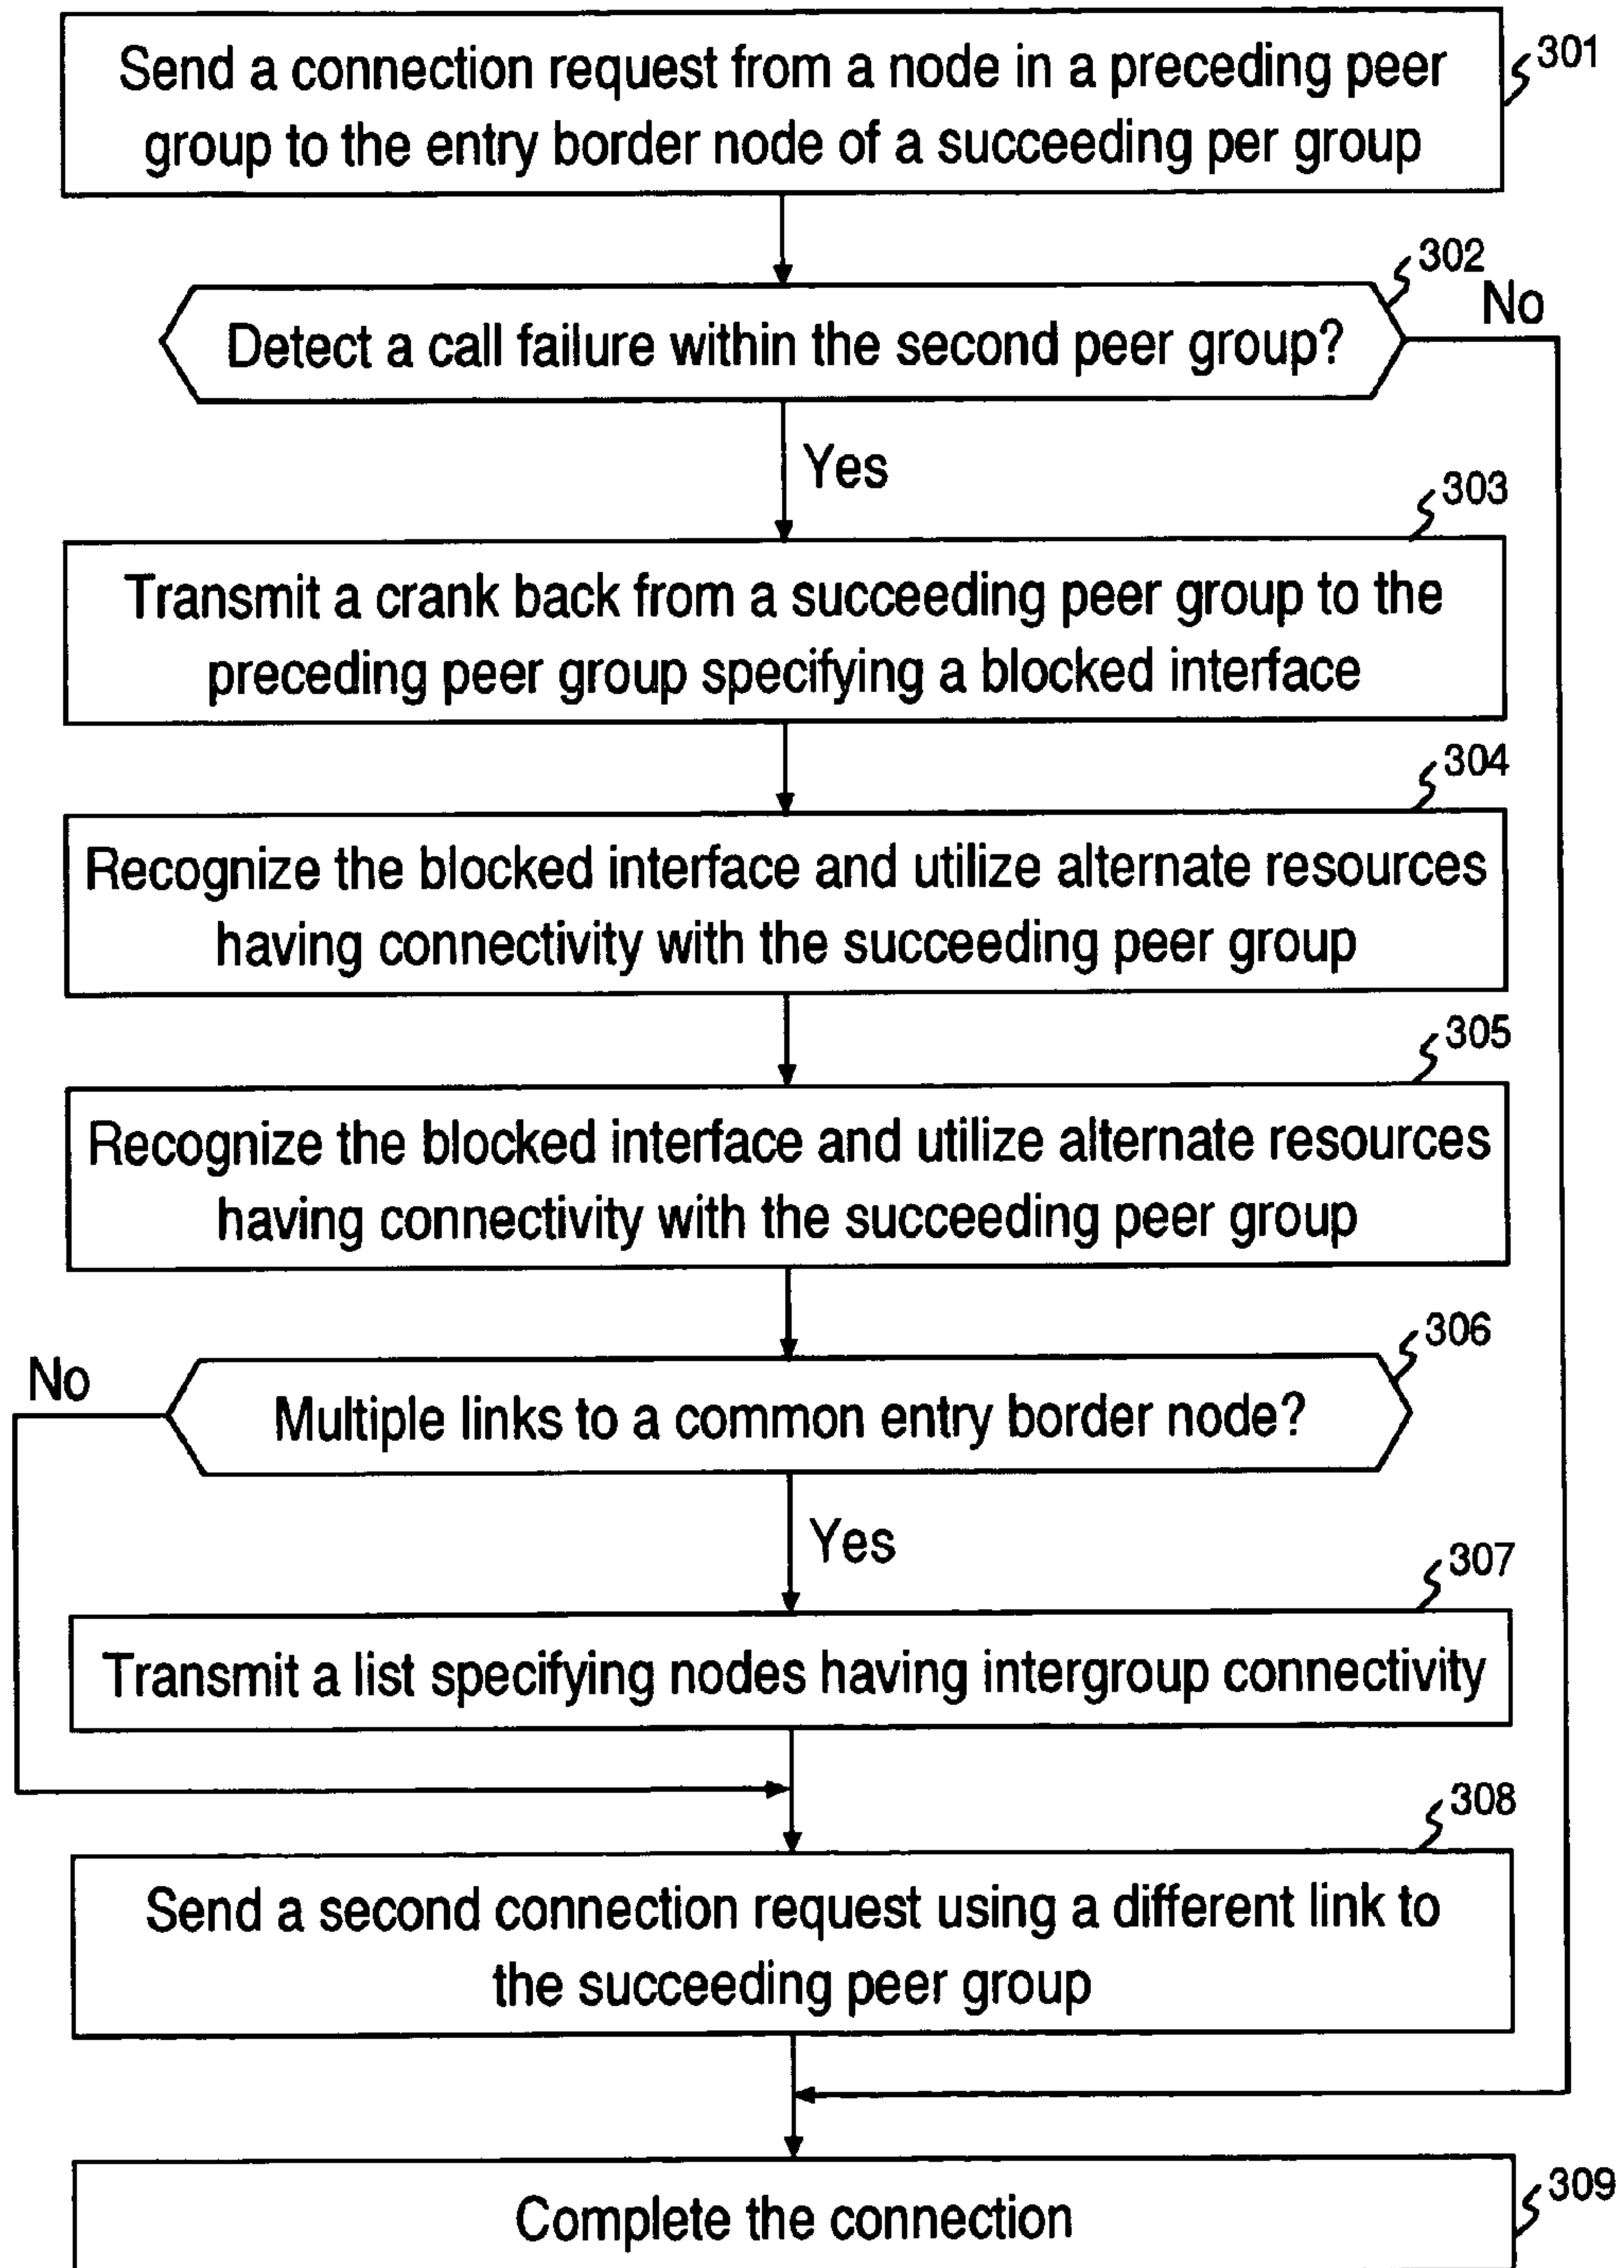 Send a connection request from a node in a preceding peer
group to the entry border node of a succeeding per group
301
302
No
Detect a call failure within the second peer group?
Yes
303
Transmit a crank back from a succeeding peer group to the
preceding peer group specifying a blocked interface
304
Recognize the blocked interface and utilize alternate resources
having connectivity with the succeeding peer group
305
Recognize the blocked interface and utilize alternate resources
having connectivity with the succeeding peer group
306
No
Multiple links to a common entry border node?
Yes
307
Transmit a list specifying nodes having intergroup connectivity
308
Send a second connection request using a different link to
the succeeding peer group
309
Complete the connection